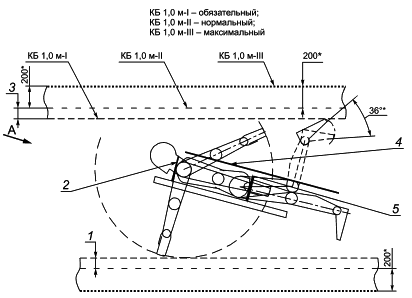 КБ 1,0 м-I – обязательный;
КБ 1,0 м-II – нормальный;
КБ 1,0 м-III – максимальный
КБ 1,0 м-I КБ 1,0 м-II КБ 1,0 м-III 200*
200*
3
36°*
А
4
2
5
1
200*